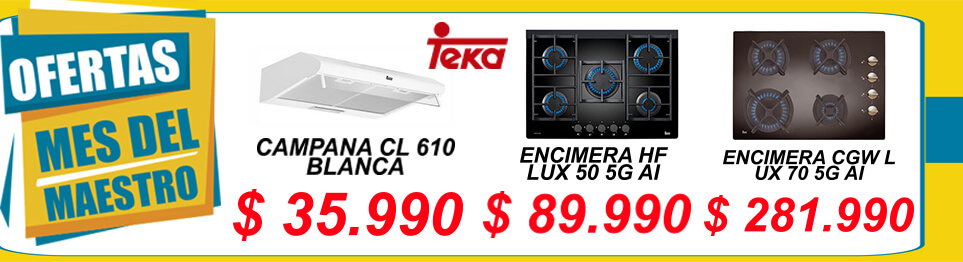 OFERTAS
MES DEL
MAESTRO
TEKA
CAMPANA CL 610
BLANCA
$ 35.990
ENCIMERA HF
LUX 50 5G AI
$ 89.990
ENCIMERA CGW L
UX 70 5G AI
$ 281.990